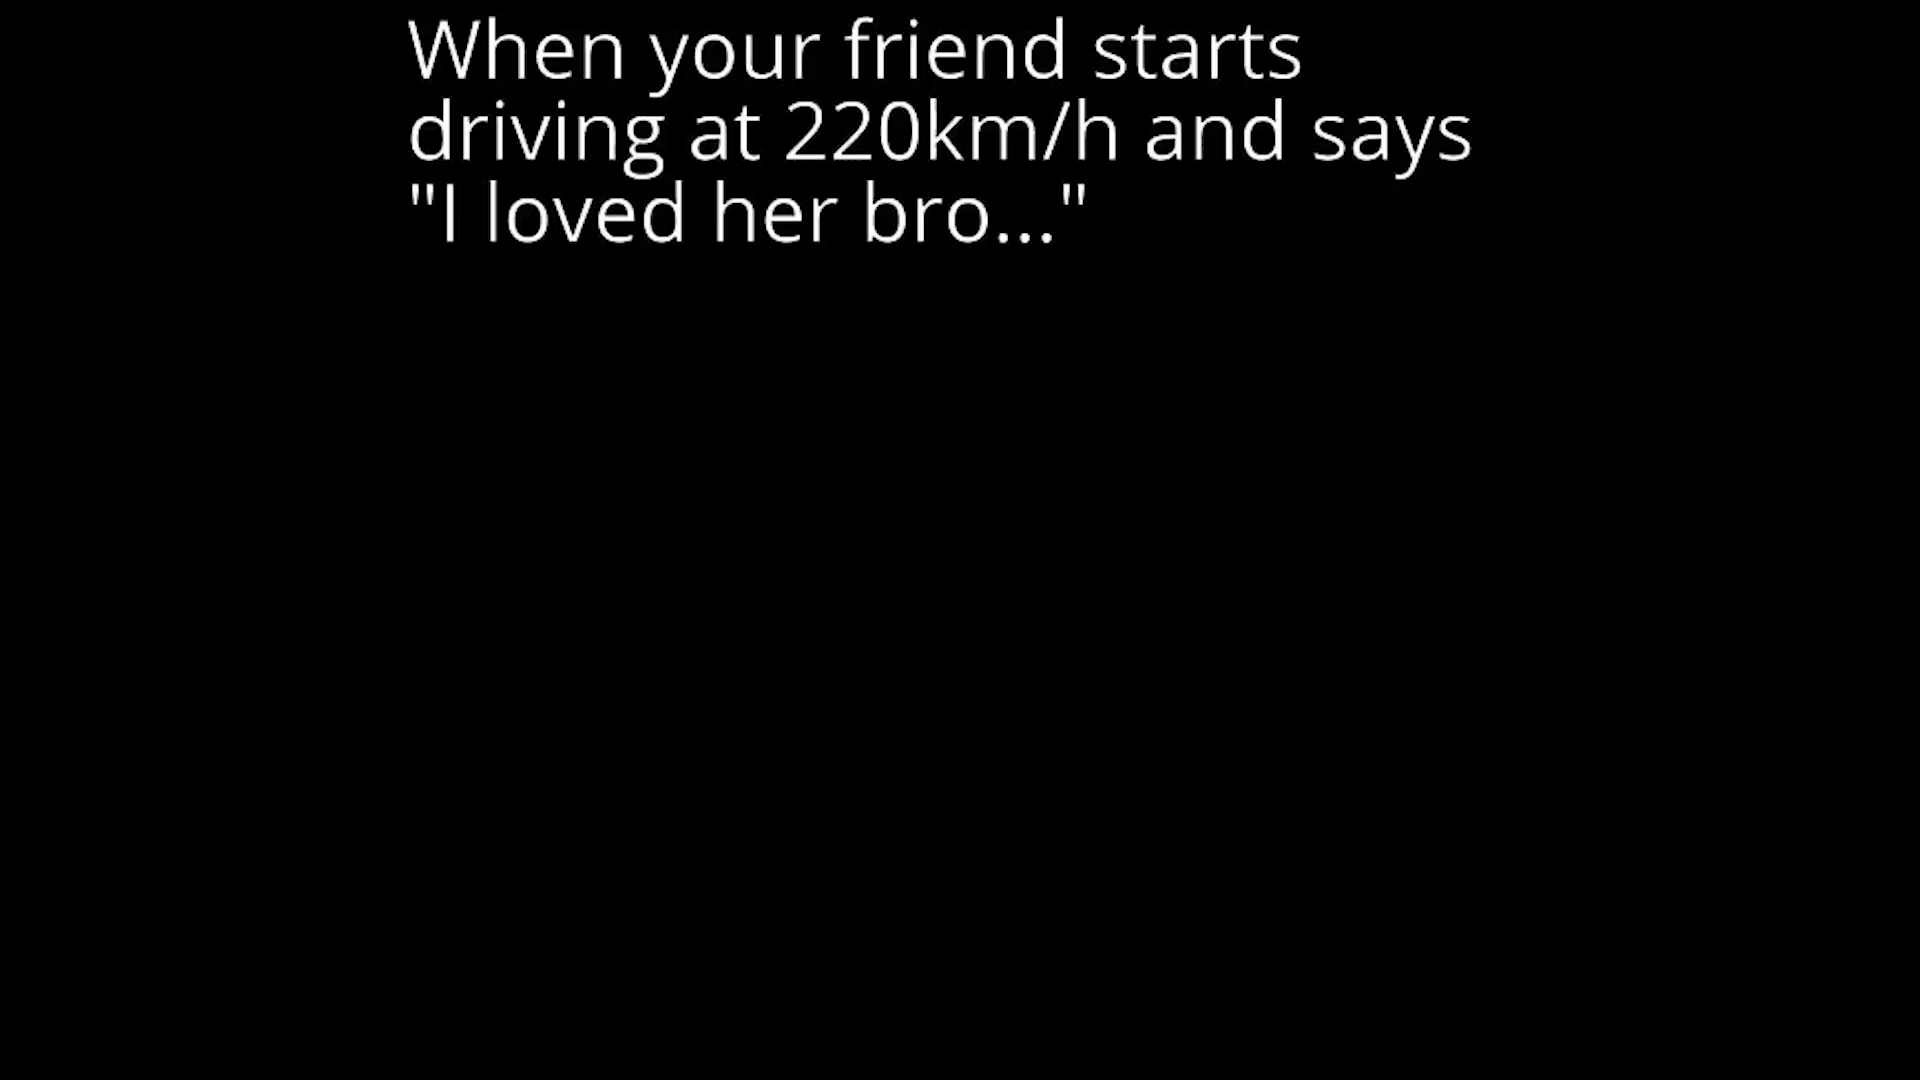 When your friend starts
driving at 220km/h and says
"I loved her bro..."